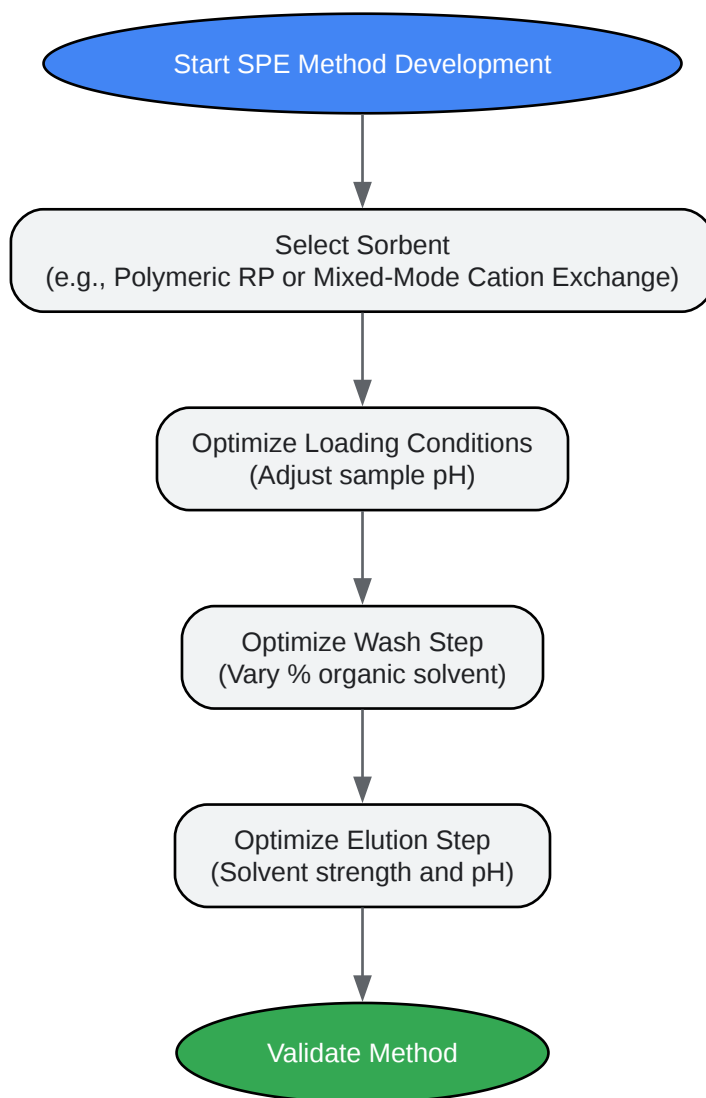 Start SPE Method Development
Select Sorbent
(e.g., Polymeric RP or Mixed-Mode Cation Exchange)
Optimize Loading Conditions
(Adjust sample pH)
Optimize Wash Step
(Vary % organic solvent)
Optimize Elution Step
(Solvent strength and pH)
Validate Method